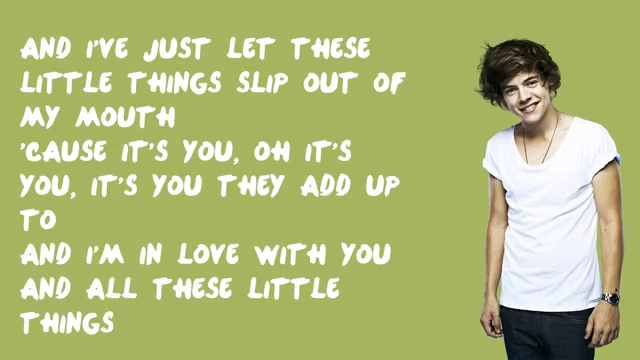 AND I'VE JUST LET THESE
LITTLE THINGS SLIP OUT OF
MY MOUTH
'CAUSE IT'S YOU, OH IT'S
YOU, IT'S YOU THEY ADD UP
TO
AND I'M IN LOVE WITH YOU
AND ALL THESE LITTLE
THINGS